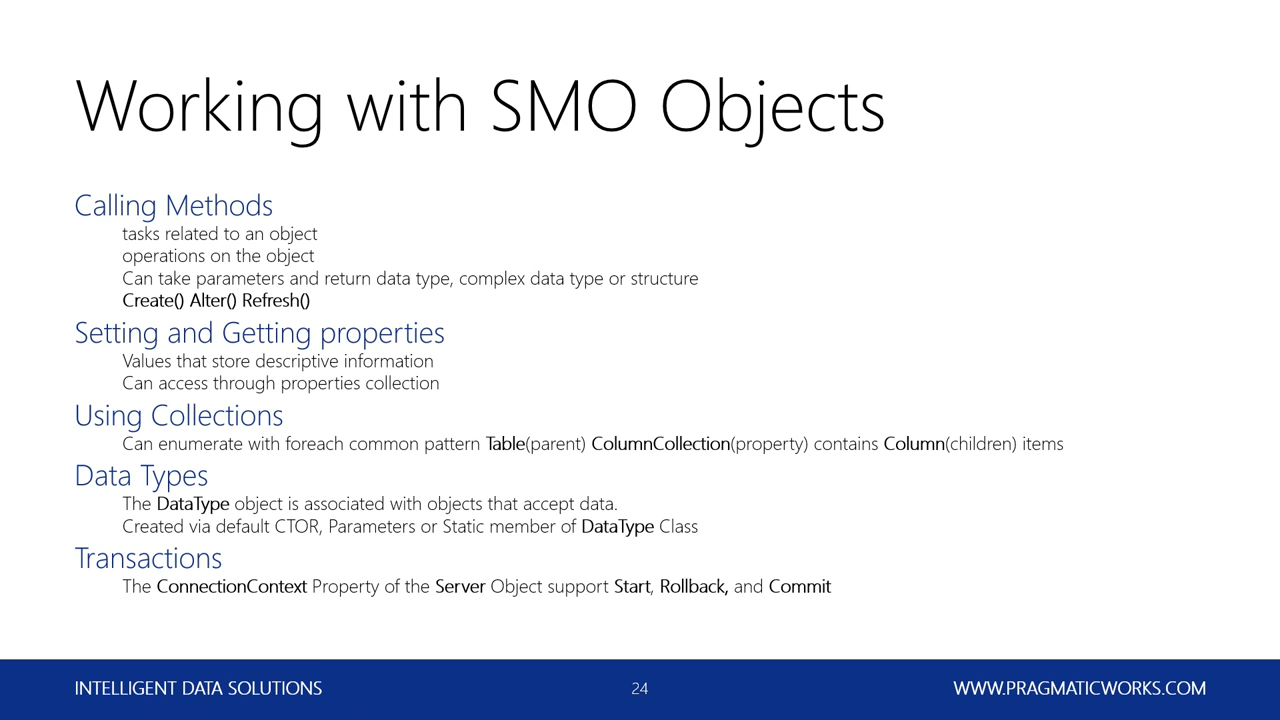 Working with SMO Objects
Calling Methods
tasks related to an object
operations on the object
Can take parameters and return data type, complex data type or structure
Create() Alter() Refresh()
Setting and Getting properties
Values that store descriptive information
Can access through properties collection
Using Collections
Can enumerate with foreach common pattern Table(parent) ColumnCollection(property) contains Column(children) items
Data Types
The DataType object is associated with objects that accept data.
Created via default CTOR, Parameters or Static member of DataType Class
Transactions
The ConnectionContext Property of the Server Object support Start, Rollback, and Commit
INTELLIGENT DATA SOLUTIONS
24
WWW.PRAGMATICWORKS.COM